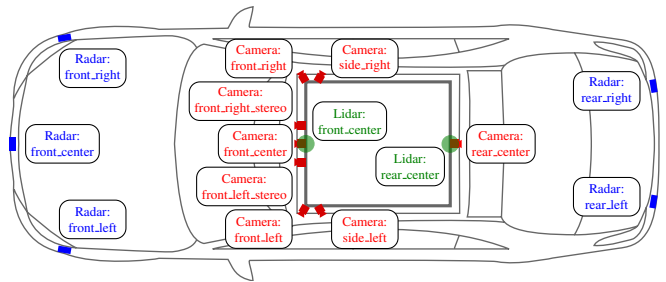 Camera:
front_right
Camera:
side_right
Radar:
front_right
Camera:
front_right_stereo
Radar:
rear_right
Lidar:
front_center
Radar:
front_center
Camera:
front_center
Camera:
rear_center
Lidar:
rear_center
Camera:
front_left_stereo
Radar:
rear_left
Radar:
front_left
Camera:
front_left
Camera:
side_left